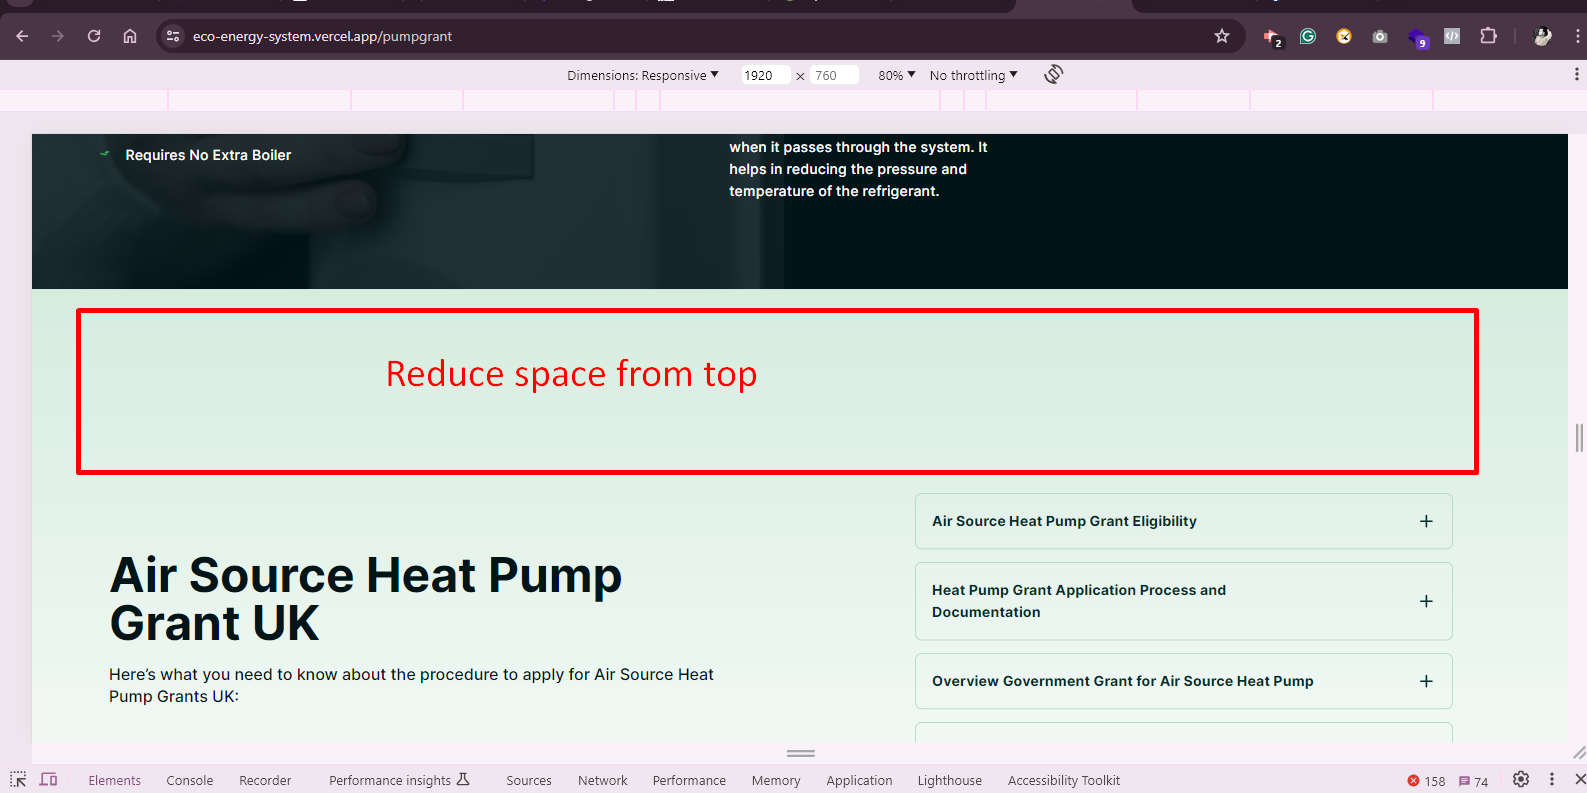 eco-energy-system.vercel.app/pumpgrant
2
9
Dimensions: Responsive ▼ 1920 × 760 80% ▼ No throttling ▼
Requires No Extra Boiler
when it passes through the system. It
helps in reducing the pressure and
temperature of the refrigerant.
Reduce space from top
Air Source Heat Pump
Grant UK
Here’s what you need to know about the procedure to apply for Air Source Heat
Pump Grants UK:
Air Source Heat Pump Grant Eligibility
Heat Pump Grant Application Process and
Documentation
Overview Government Grant for Air Source Heat Pump
Elements Console Recorder Performance insights Sources Network Performance Memory Application Lighthouse Accessibility Toolkit 158 74